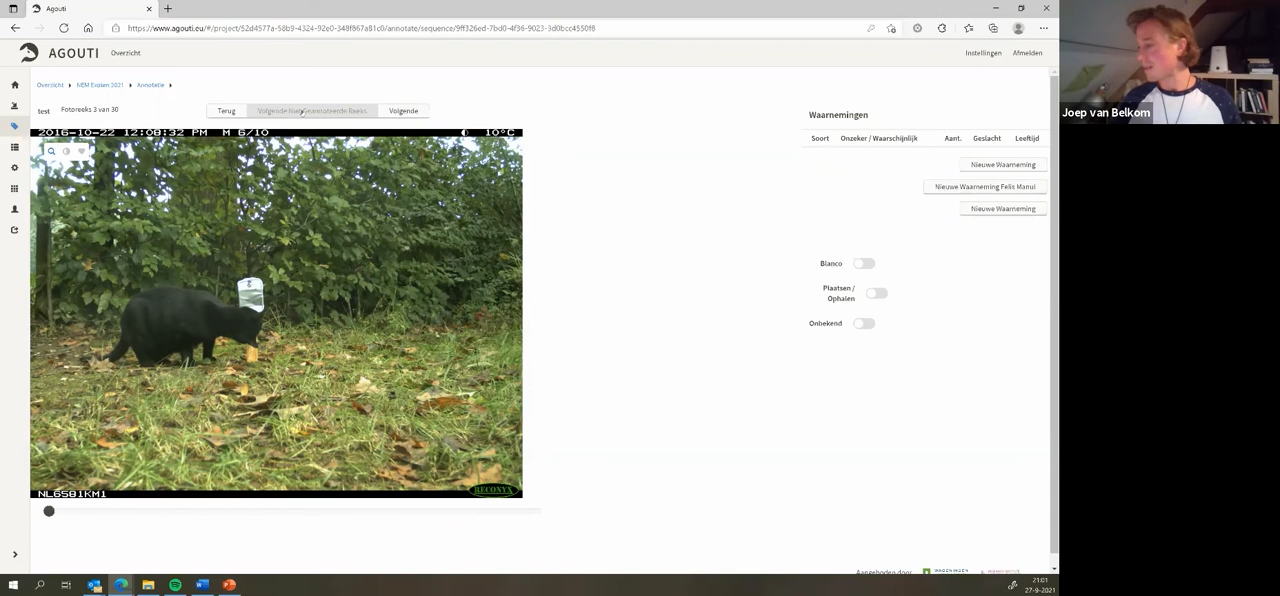 Agouti
https://www.agouti.eu/#/project/52d4577a-58b9-4324-92e0-348f867a81c0/annotate/sequence/9ff326ed-7bd0-4f36-9023-3d0bcc4550f8
AGOUTI
Overzicht
Instellingen
Afmelden
Overzicht
NEM Exoten 2021
Annotatie
test
Fotoreeks 3 van 30
Terug
Volgende Niet Geannoteerde Reeks
Volgende
2016-10-22 12:08:32 PM M 6/10 10°C
NL6581KM1
RECONYX
Waarnemingen
Soort Onzeker / Waarschijnlijk Aant. Geslacht Leeftijd
Nieuwe Waarneming
Nieuwe Waarneming Felis Manul
Nieuwe Waarneming
Blanco
Plaatsen /
Ophalen
Onbekend
Aangeboden door
WAGENINGEN
Joep van Belkom
21:01
27-9-2021